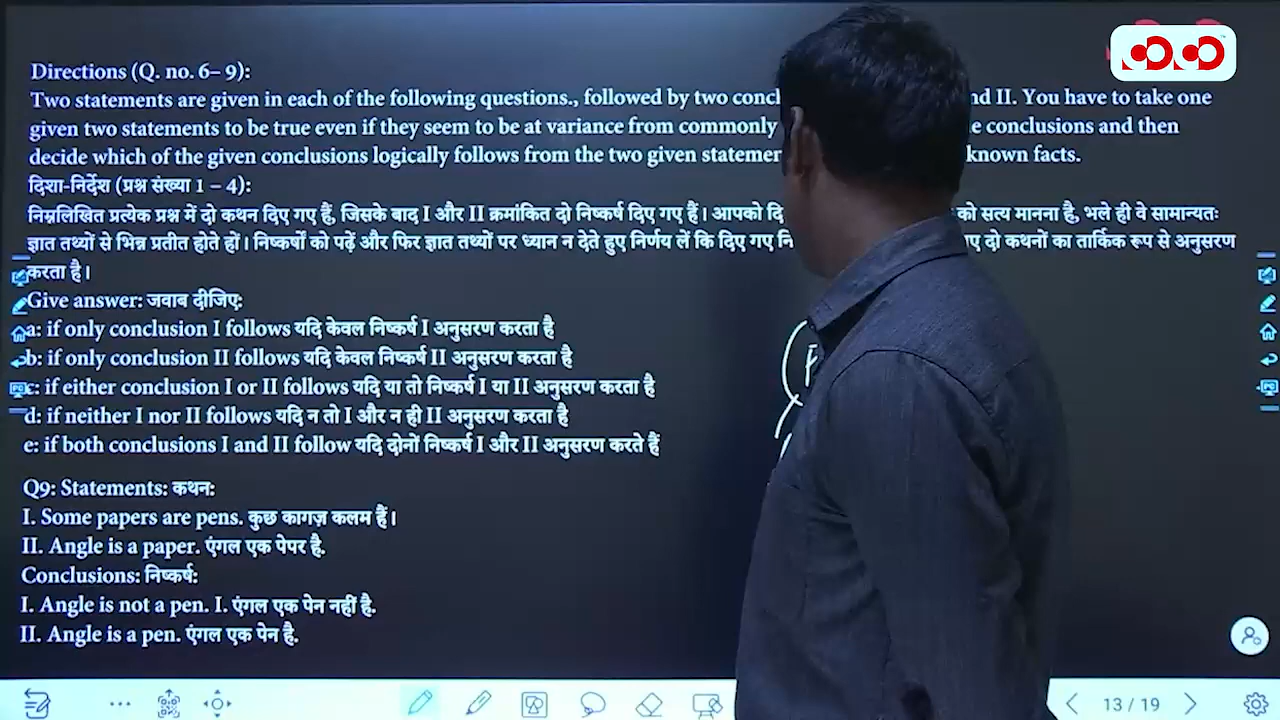 Directions (Q. no. 6– 9):
Two statements are given in each of the following questions., followed by two nd II. You have to take one
given two statements to be true even if they seem to be at variance from commonly conclusions and then
decide which of the given conclusions logically follows from the two given known facts.
दिशा-निर्देश (प्रश्न संख्या 1 – 4):
निम्नलिखित प्रत्येक प्रश्न में दो कथन दिए गए हैं, जिसके बाद I और II क्रमांकित दो निष्कर्ष दिए गए हैं। आपको को सत्य मानना है, भले ही वे सामान्यतः
ज्ञात तथ्यों से भिन्न प्रतीत होते हों। निष्कर्षों को पढ़ें और फिर ज्ञात तथ्यों पर ध्यान न देते हुए निर्णय लें कि दिए गए दो कथनों का तार्किक रूप से अनुसरण
करता है।
Give answer: जवाब दीजिए:
a: if only conclusion I follows यदि केवल निष्कर्ष I अनुसरण करता है
b: if only conclusion II follows यदि केवल निष्कर्ष II अनुसरण करता है
c: if either conclusion I or II follows यदि या तो निष्कर्ष I या II अनुसरण करता है
d: if neither I nor II follows यदि न तो I और न ही II अनुसरण करता है
e: if both conclusions I and II follow यदि दोनों निष्कर्ष I और II अनुसरण करते हैं
Q9: Statements: कथन:
I. Some papers are pens. कुछ कागज़ कलम हैं।
II. Angle is a paper. एंगल एक पेपर है.
Conclusions: निष्कर्ष:
I. Angle is not a pen. I. एंगल एक पेन नहीं है.
II. Angle is a pen. एंगल एक पेन है.
13 / 19